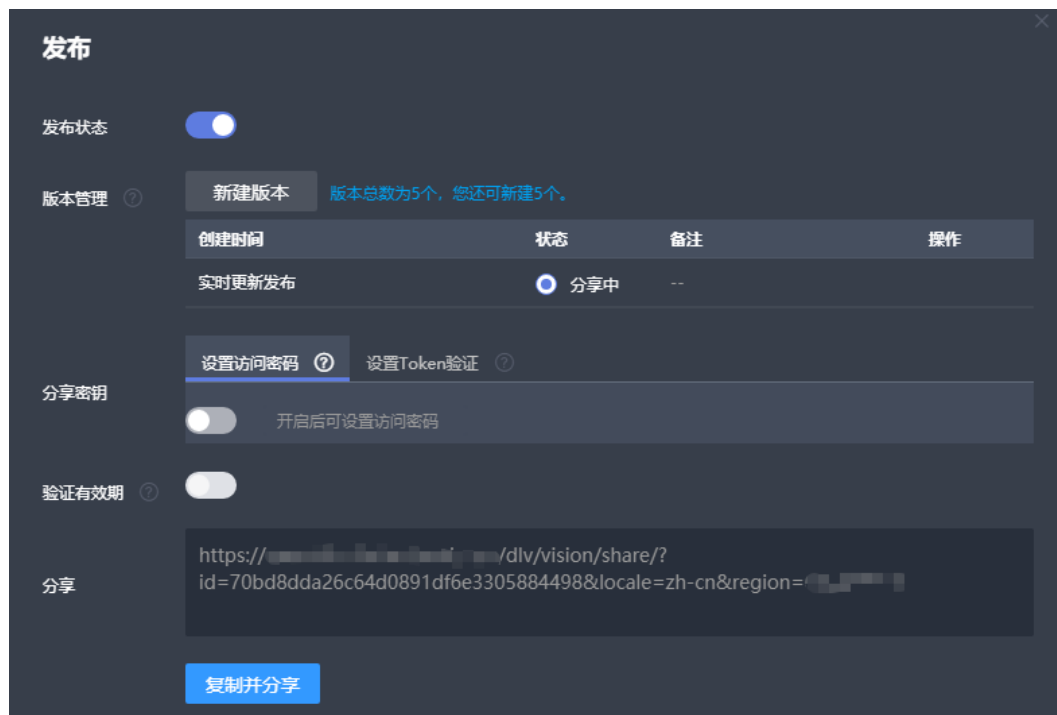 发布
发布状态
版本管理 ?
新建版本 版本总数为5个，您还可新建5个。
创建时间 状态 备注 操作
实时更新发布 分享中 --
设置访问密码 ? 设置Token验证 ?
分享密钥
开启后可设置访问密码
验证有效期 ?
分享
https:// /dlv/vision/share/?
id=70bd8dda26c64d0891df6e3305884498&locale=zh-cn&region=
复制并分享